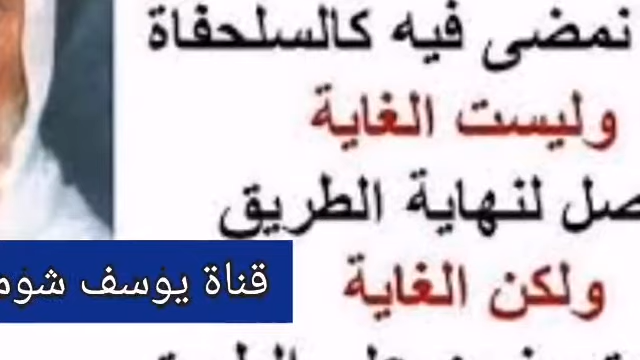 نمضى فيه كالسلحفاة
وليست الغاية
لنهاية الطريق
ولكن الغاية
قناة يوسف